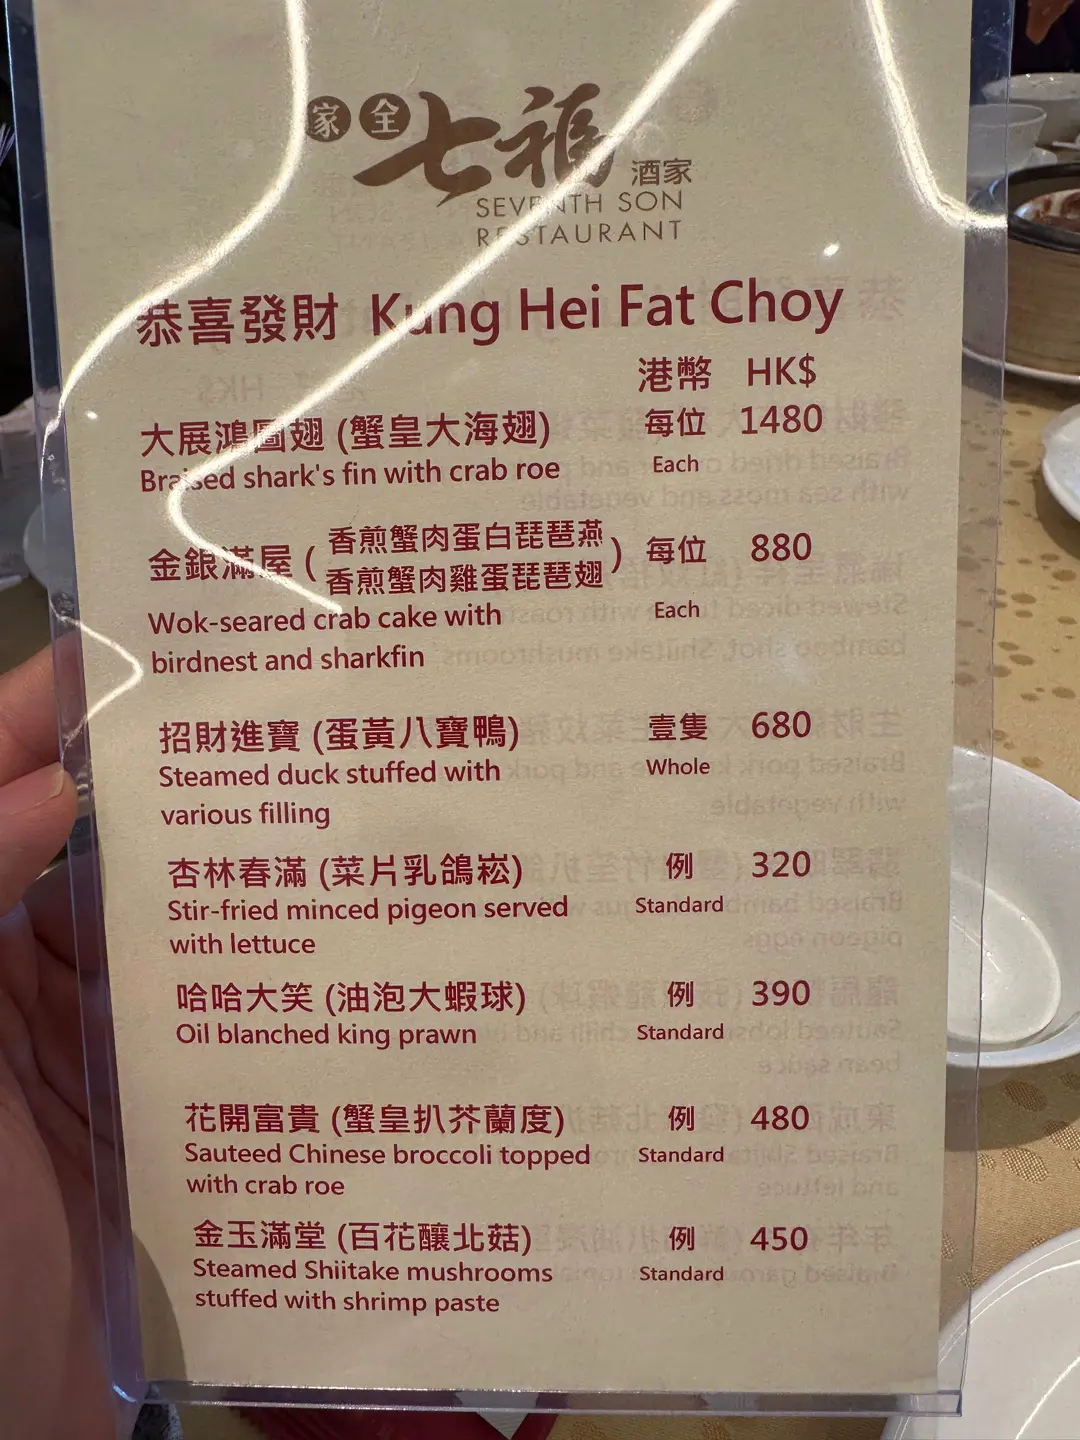 家全七福酒家
SEVENTH SON
RESTAURANT
恭喜發財 Kung Hei Fat Choy
港幣 HK$
大展鴻圖翅 (蟹皇大海翅) 每位 1480
Braised shark's fin with crab roe Each
金銀滿屋 (香煎蟹肉蛋白琵琶燕
香煎蟹肉雞蛋琵琶翅) 每位 880
Wok-seared crab cake with Each
birdnest and sharkfin
招財進寶 (蛋黃八寶鴨) 壹隻 680
Steamed duck stuffed with Whole
various filling
杏林春滿 (菜片乳鴿崧) 例 320
Stir-fried minced pigeon served Standard
with lettuce
哈哈大笑 (油泡大蝦球) 例 390
Oil blanched king prawn Standard
花開富貴 (蟹皇扒芥蘭度) 例 480
Sauteed Chinese broccoli topped Standard
with crab roe
金玉滿堂 (百花釀北菇) 例 450
Steamed Shiitake mushrooms Standard
stuffed with shrimp paste